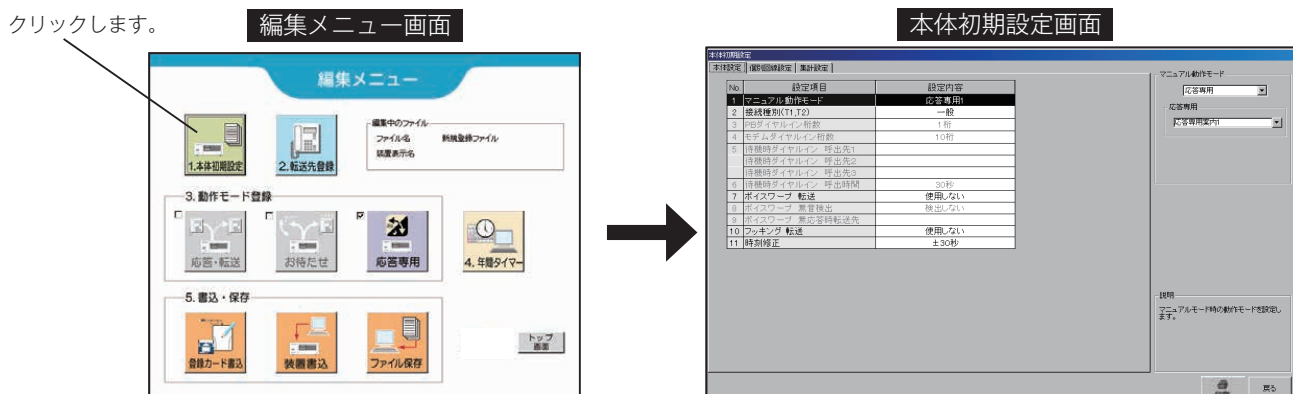 クリックします。
編集メニュー画面
編集メニュー
1.本体初期設定
2.転送先登録
編集中のファイル
ファイル名 新規登録ファイル
装置表示名
3.動作モード登録
応答・転送
お待たせ
応答専用
4.年間タイマー
5.書込・保存
登録カード書込
装置書込
ファイル保存
トップ
画面
本体初期設定画面
本体初期設定
本体設定 個別回線設定 集計設定
No. 設定項目 設定内容
1 マニュアル動作モード 応答専用1
2 接続種別(T1,T2) 一般
3 PBダイヤルイン桁数 1桁
4 モデムダイヤルイン桁数 10桁
5 待機時ダイヤルイン 呼出先1
待機時ダイヤルイン 呼出先2
待機時ダイヤルイン 呼出先3
6 待機時ダイヤルイン 呼出時間 30秒
7 ボイスワープ 転送 使用しない
8 ボイスワープ 無音検出 検出しない
9 ボイスワープ 無応答時転送先
10 フッキング 転送 使用しない
11 時刻修正 ±30秒
マニュアル動作モード
応答専用
応答専用
応答専用案内1
説明
マニュアルモード時の動作モードを設定し
ます。
戻る